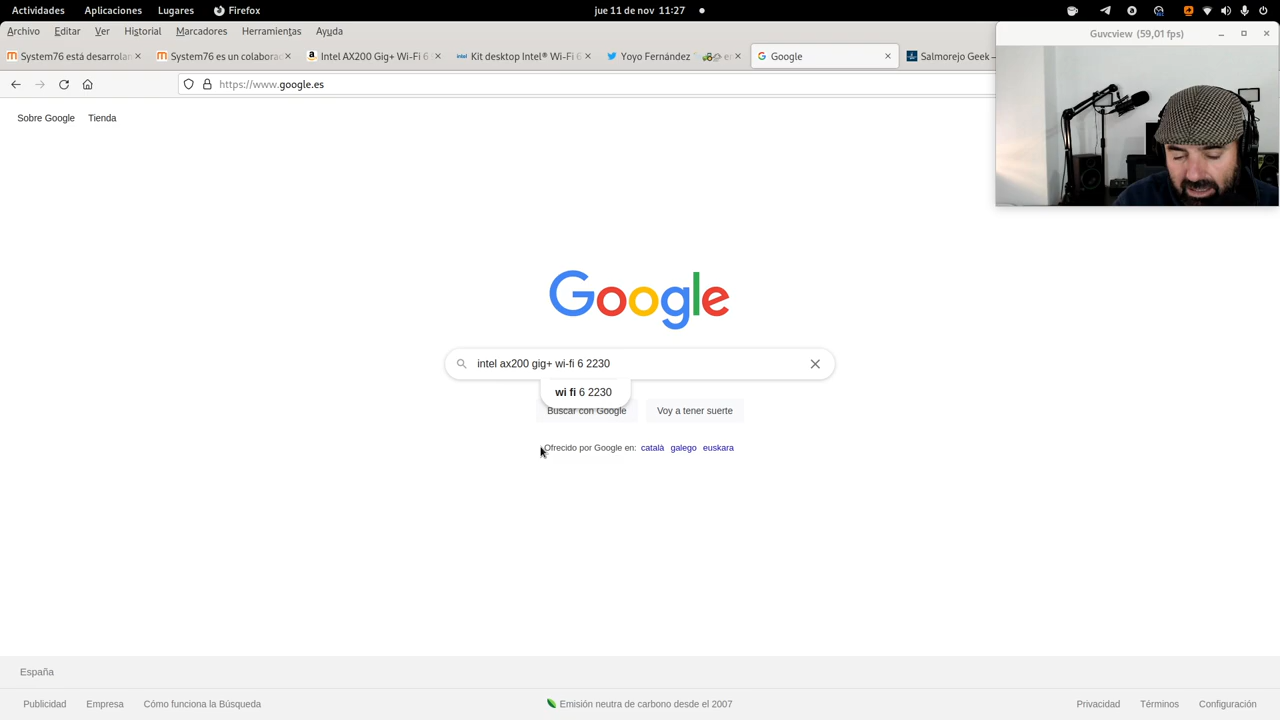 Actividades Aplicaciones Lugares Firefox jue 11 de nov 11:27
Archivo Editar Ver Historial Marcadores Herramientas Ayuda
Guvcview (59,01 fps)
System76 está desarrollan
System76 es un colabora
Intel AX200 Gig+ Wi-Fi 6
intel Kit desktop Intel® Wi-Fi 6
Yoyo Fernández
Google
Salmorejo Geek –
https://www.google.es
Sobre Google Tienda
Google
intel ax200 gig+ wi-fi 6 2230
wi fi 6 2230
Buscar con Google Voy a tener suerte
Ofrecido por Google en: català galego euskara
España
Publicidad Empresa Cómo funciona la Búsqueda Emisión neutra de carbono desde el 2007 Privacidad Términos Configuración